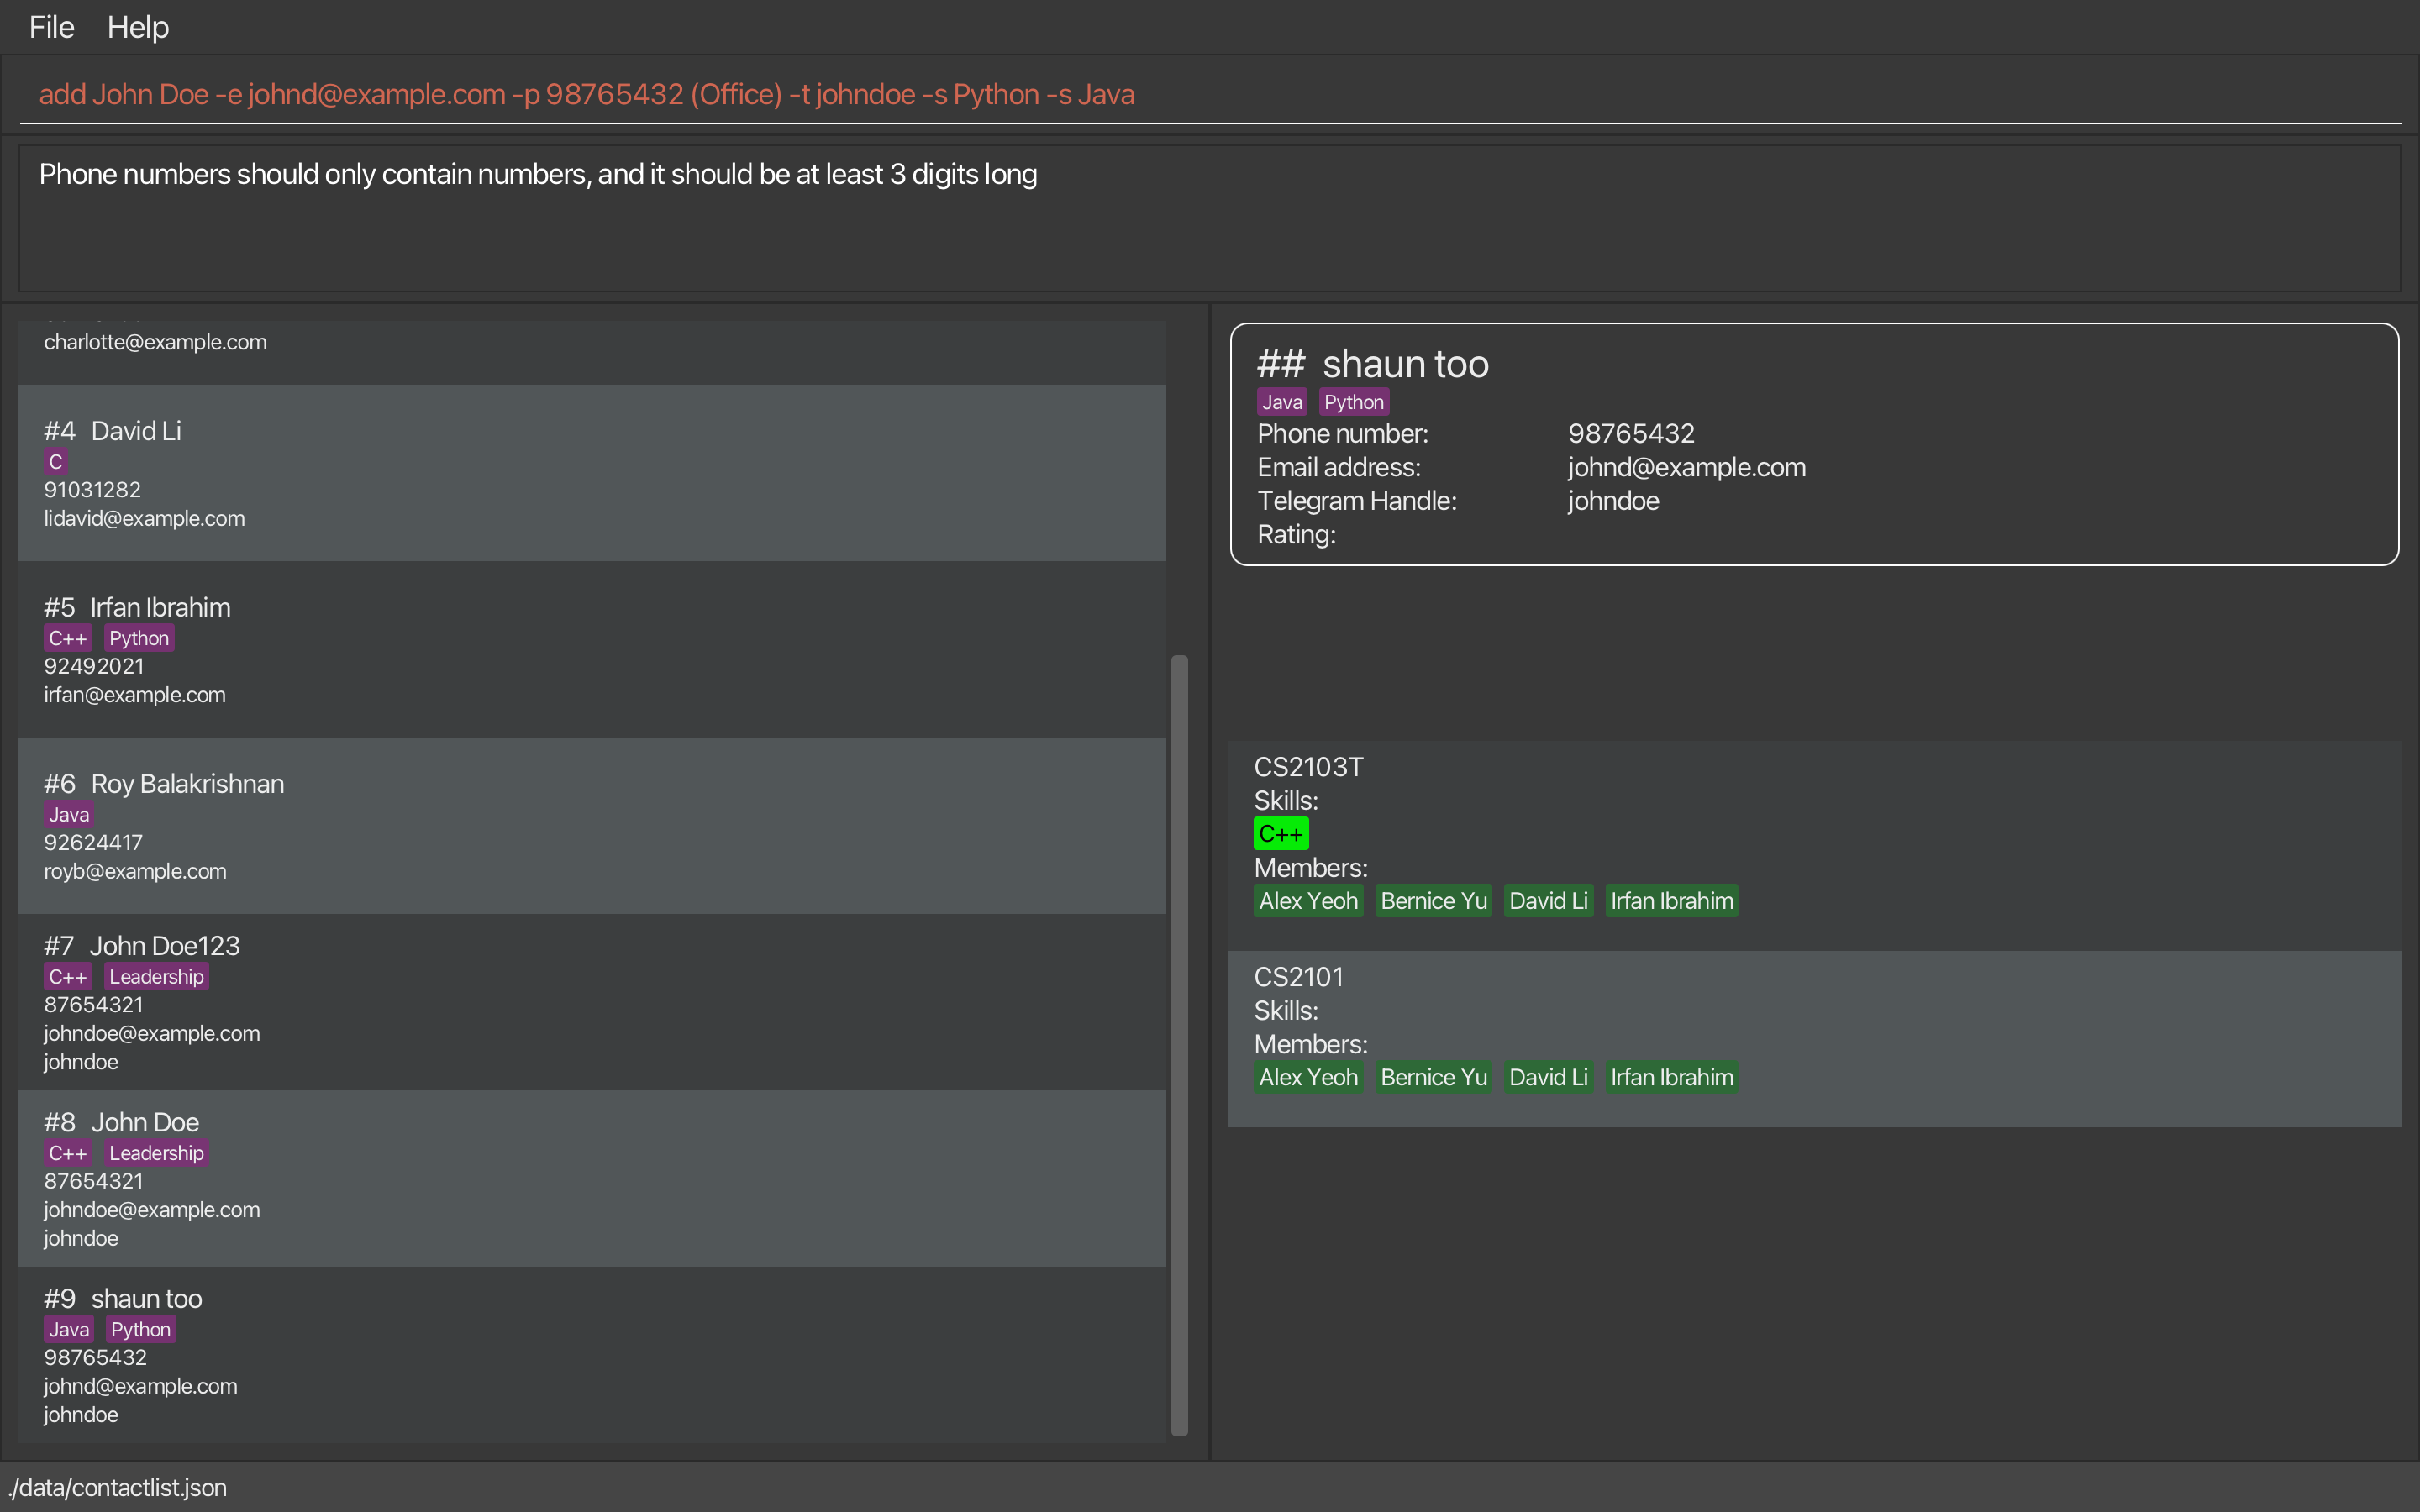 File Help
add John Doe -e johnd@example.com -p 98765432 (Office) -t johndoe -s Python -s Java
Phone numbers should only contain numbers, and it should be at least 3 digits long
charlotte@example.com
#4 David Li
C
91031282
lidavid@example.com
#5 Irfan Ibrahim
C++ Python
92492021
irfan@example.com
#6 Roy Balakrishnan
Java
92624417
royb@example.com
#7 John Doe123
C++ Leadership
87654321
johndoe@example.com
johndoe
#8 John Doe
C++ Leadership
87654321
johndoe@example.com
johndoe
#9 shaun too
Java Python
98765432
johnd@example.com
johndoe
## shaun too
Java Python
Phone number: 98765432
Email address: johnd@example.com
Telegram Handle: johndoe
Rating:
CS2103T
Skills:
C++
Members:
Alex Yeoh Bernice Yu David Li Irfan Ibrahim
CS2101
Skills:
Members:
Alex Yeoh Bernice Yu David Li Irfan Ibrahim
./data/contactlist.json